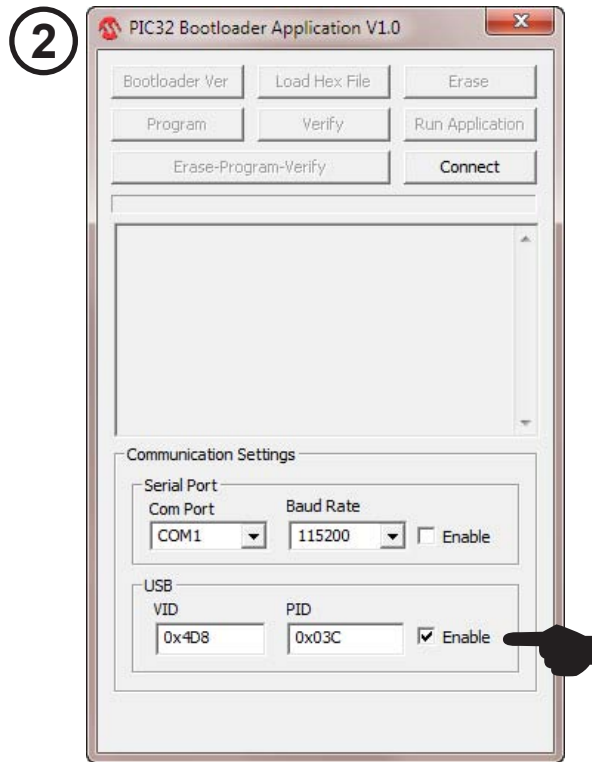 2
PIC32 Bootloader Application V1.0
Bootloader Ver Load Hex File Erase
Program Verify Run Application
Erase-Program-Verify Connect
Communication Settings
Serial Port
Com Port Baud Rate
COM1 115200 Enable
USB
VID PID
0x4D8 0x03C Enable